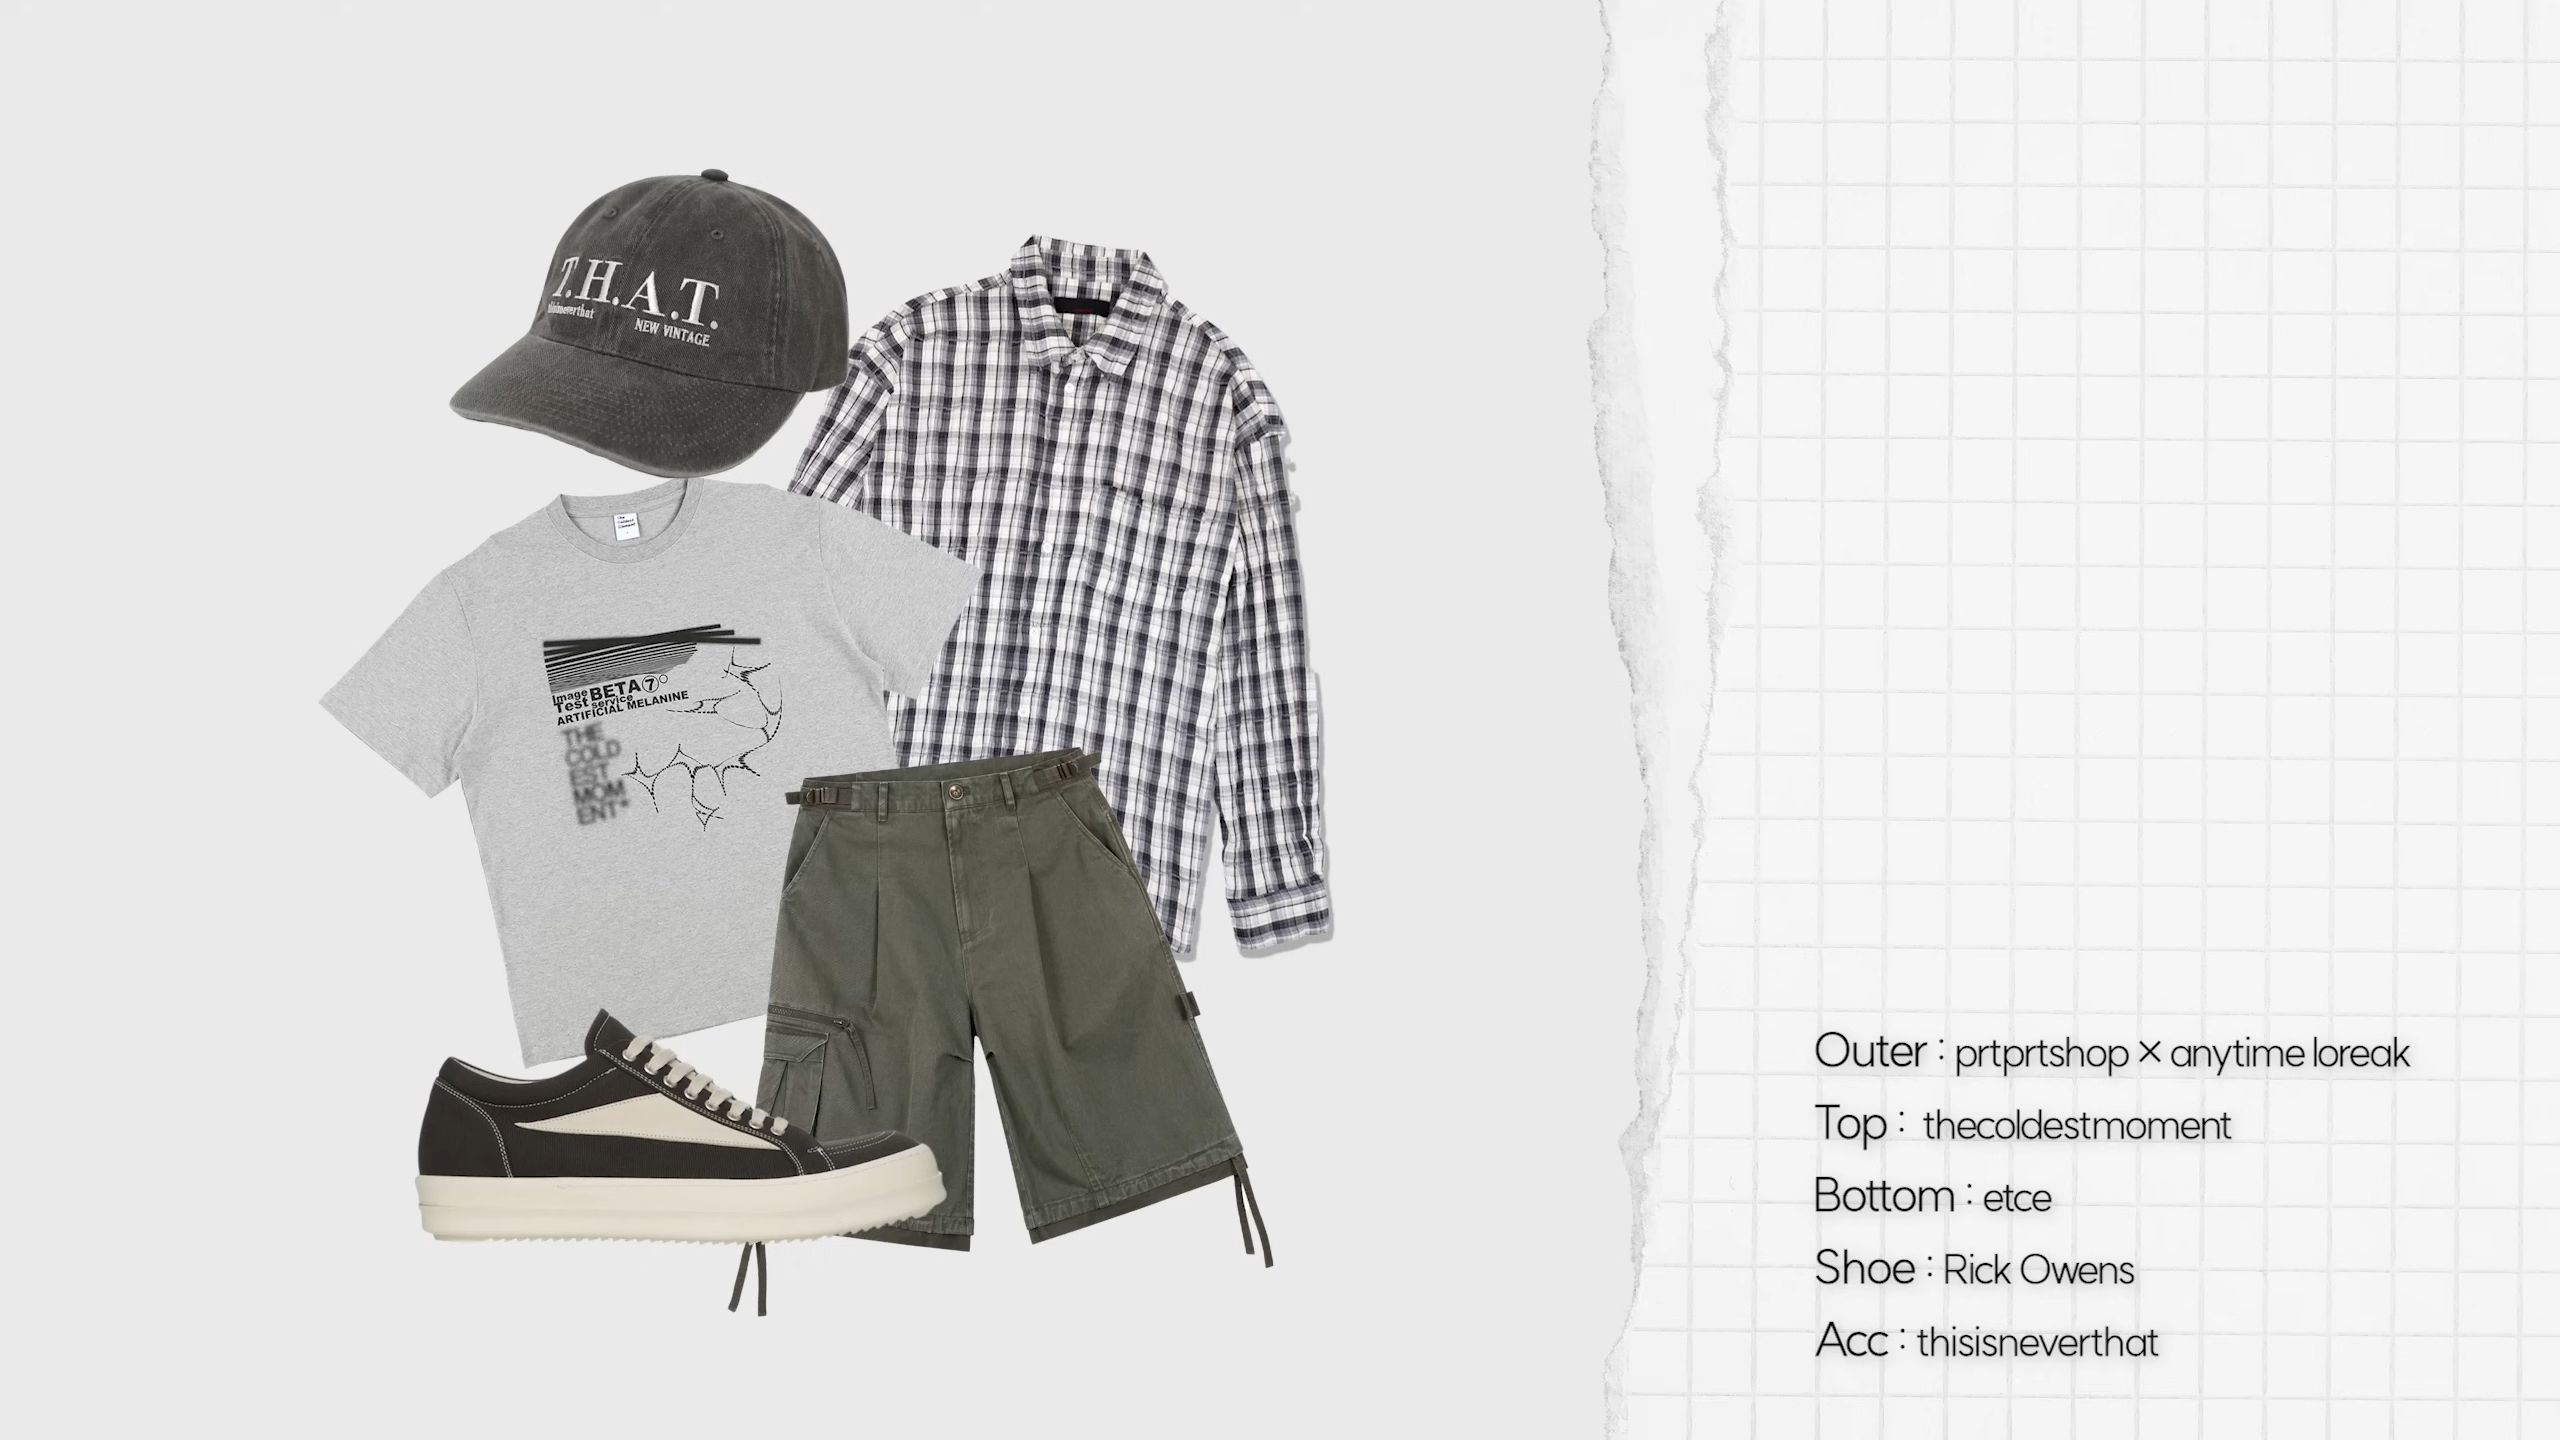 T.H.A.T.
thisisneverthat
NEW VINTAGE
Image BETA 7
Test service
ARTIFICIAL MELANINE
THE
COLD
EST
MOM
ENT*
Outer : prtprtshop × anytime loreak
Top : thecoldestmoment
Bottom : etce
Shoe : Rick Owens
Acc : thisisneverthat